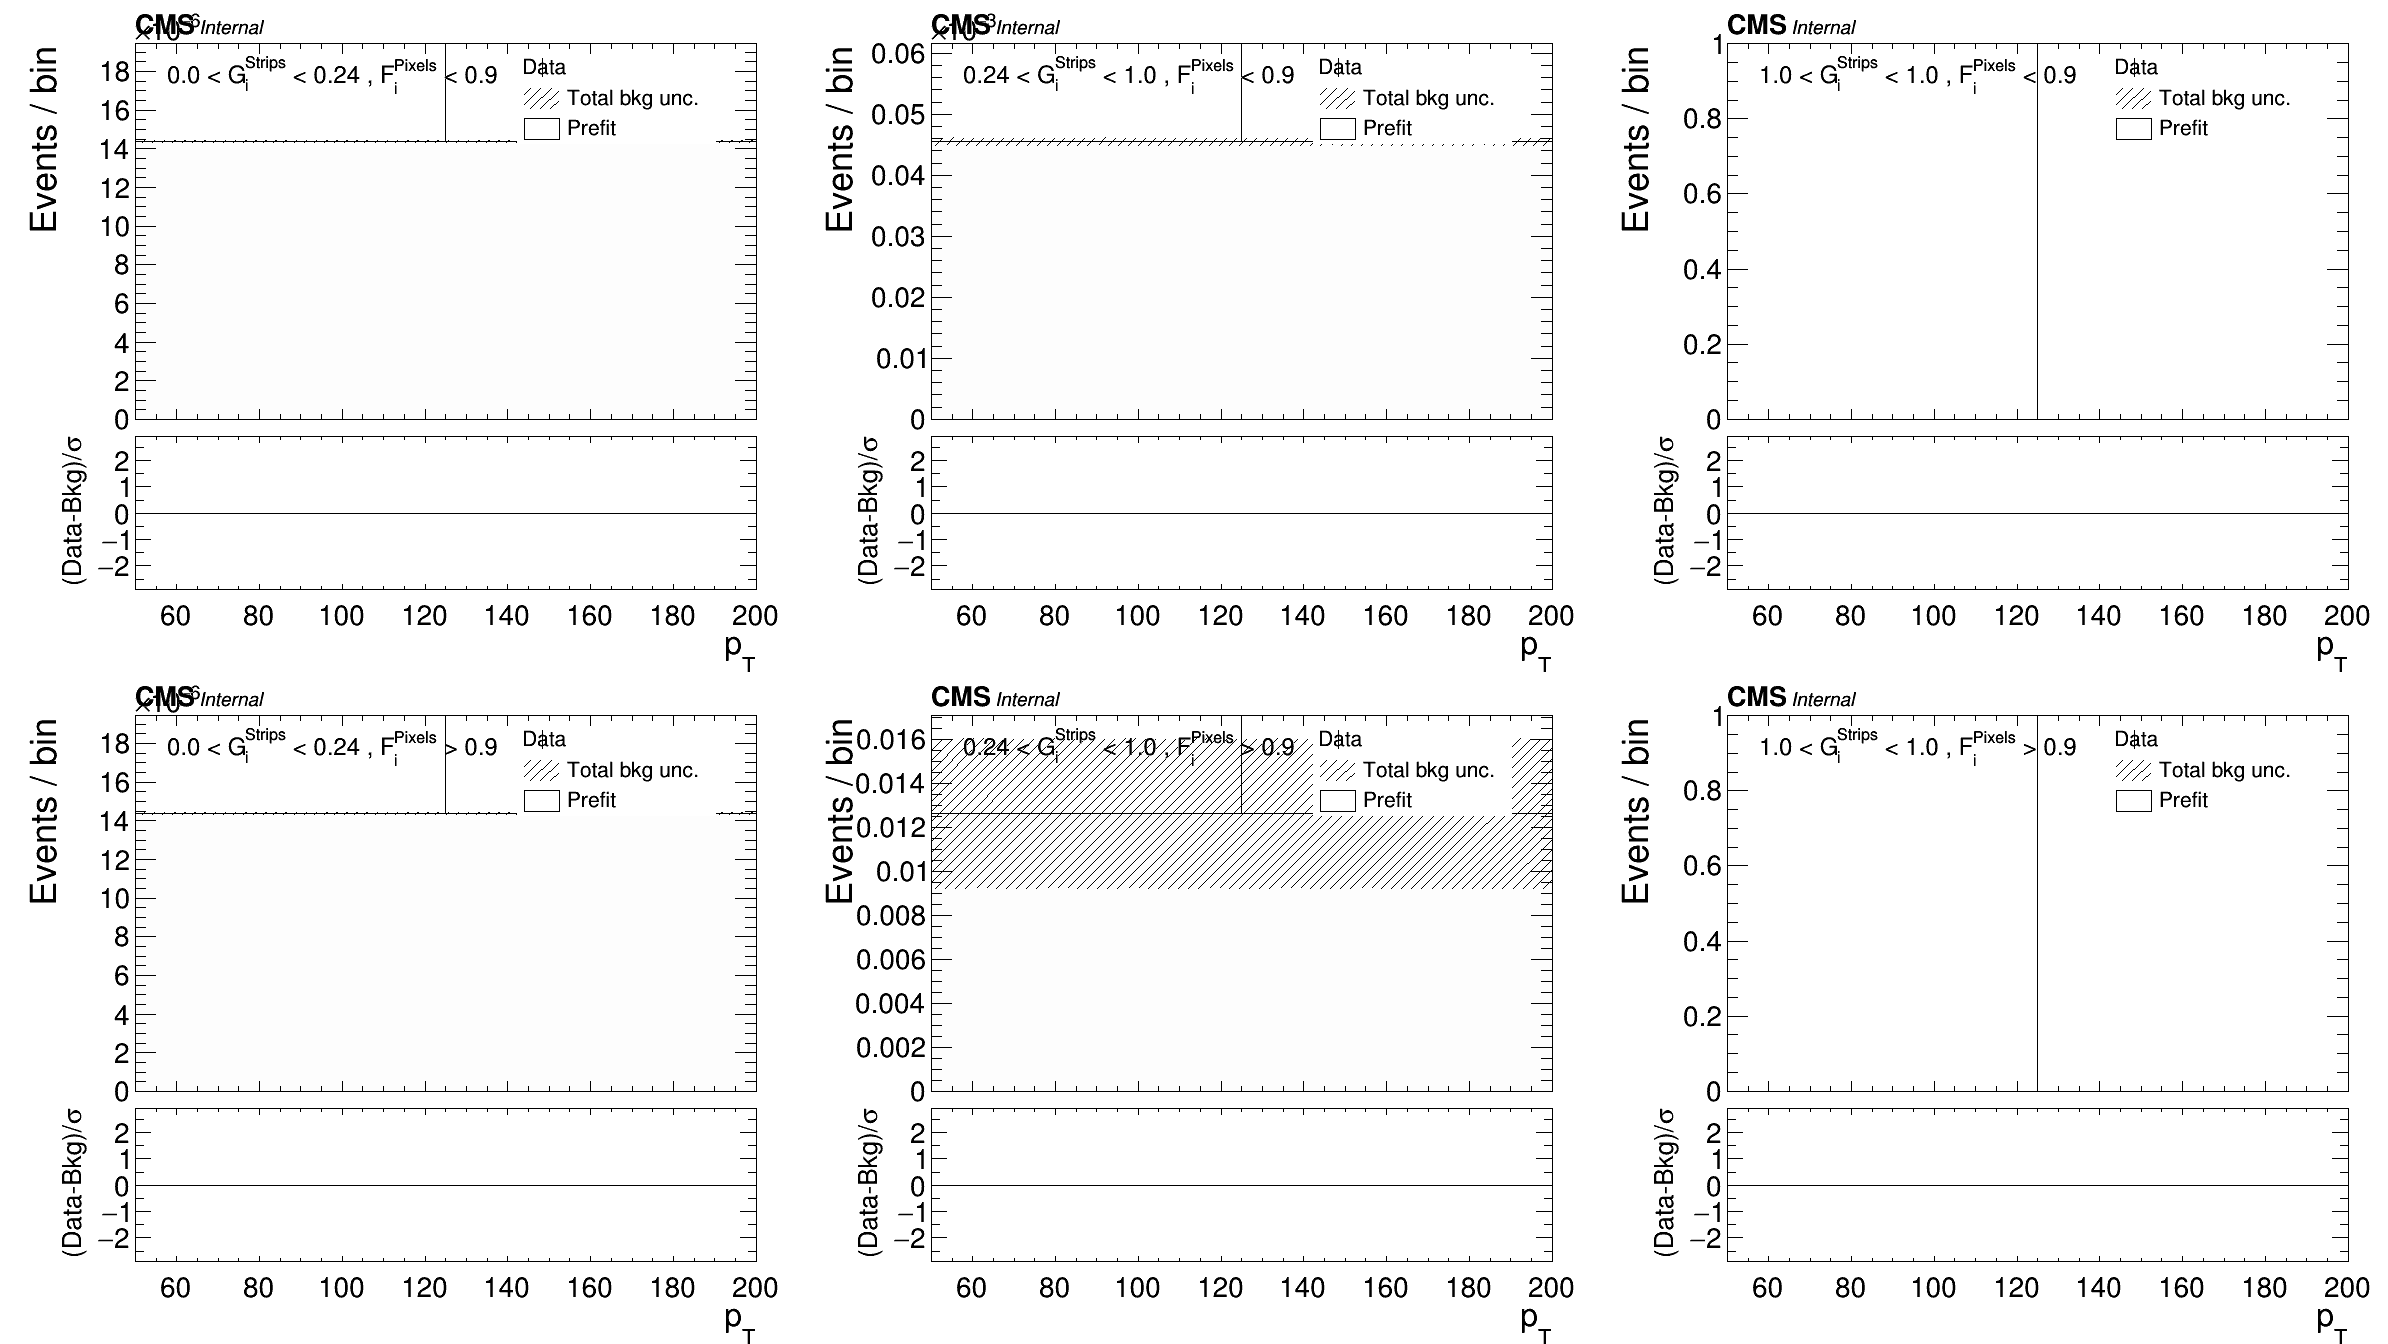 CMS Internal
×10⁻⁶
Events / bin
0.0 < G_i^Strips < 0.24 , F_i^Pixels < 0.9
Data
Total bkg unc.
Prefit
18
16
14
12
10
8
6
4
2
0
(Data-Bkg)/σ
2
1
0
−1
−2
60 80 100 120 140 160 180 200
p_T
CMS Internal
Events / bin
0.24 < G_i^Strips < 1.0 , F_i^Pixels < 0.9
Data
Total bkg unc.
Prefit
0.06
0.05
0.04
0.03
0.02
0.01
0
(Data-Bkg)/σ
2
1
0
−1
−2
60 80 100 120 140 160 180 200
p_T
CMS Internal
Events / bin
1.0 < G_i^Strips < 1.0 , F_i^Pixels < 0.9
Data
Total bkg unc.
Prefit
1
0.8
0.6
0.4
0.2
0
(Data-Bkg)/σ
2
1
0
−1
−2
60 80 100 120 140 160 180 200
p_T
CMS Internal
Events / bin
0.0 < G_i^Strips < 0.24 , F_i^Pixels > 0.9
Data
Total bkg unc.
Prefit
18
16
14
12
10
8
6
4
2
0
(Data-Bkg)/σ
2
1
0
−1
−2
60 80 100 120 140 160 180 200
p_T
CMS Internal
Events / bin
0.24 < G_i^Strips < 1.0 , F_i^Pixels > 0.9
Data
Total bkg unc.
Prefit
0.016
0.014
0.012
0.01
0.008
0.006
0.004
0.002
0
(Data-Bkg)/σ
2
1
0
−1
−2
60 80 100 120 140 160 180 200
p_T
CMS Internal
Events / bin
1.0 < G_i^Strips < 1.0 , F_i^Pixels > 0.9
Data
Total bkg unc.
Prefit
1
0.8
0.6
0.4
0.2
0
(Data-Bkg)/σ
2
1
0
−1
−2
60 80 100 120 140 160 180 200
p_T